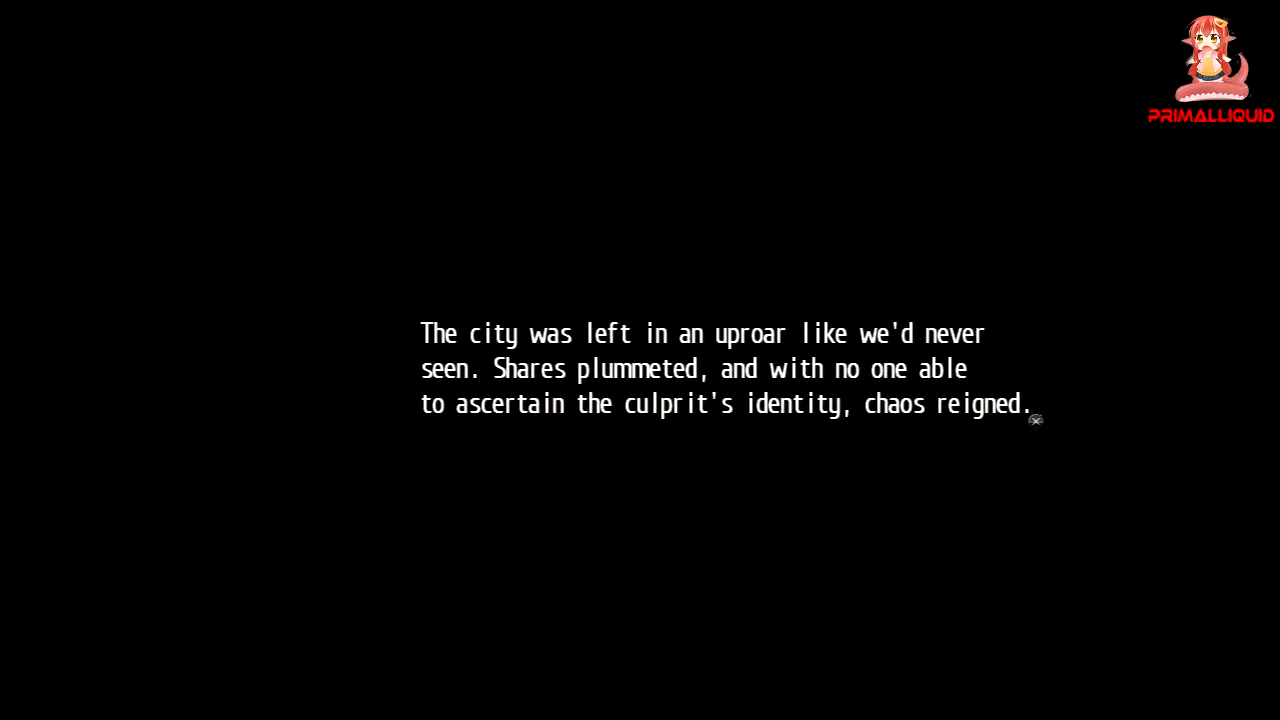 PRIMALLIQUID
The city was left in an uproar like we'd never
seen. Shares plummeted, and with no one able
to ascertain the culprit's identity, chaos reigned.